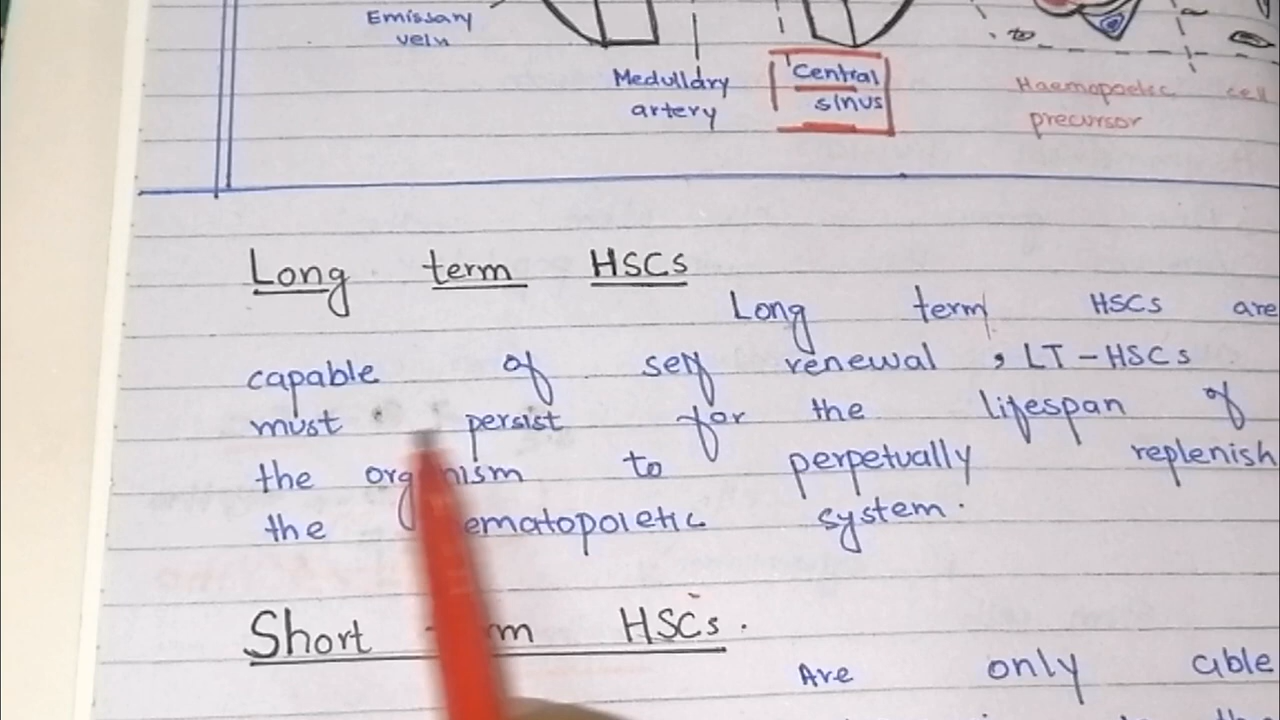 Emissary
vein
Medullary
artery
Central
sinus
Haemopoetic cell
precursor
Long term HSCs
Long term HSCs are
capable of self renewal, LT-HSCs
must persist for the lifespan of
the organism to perpetually replenish
the system.
Short HSCs.
Are only able